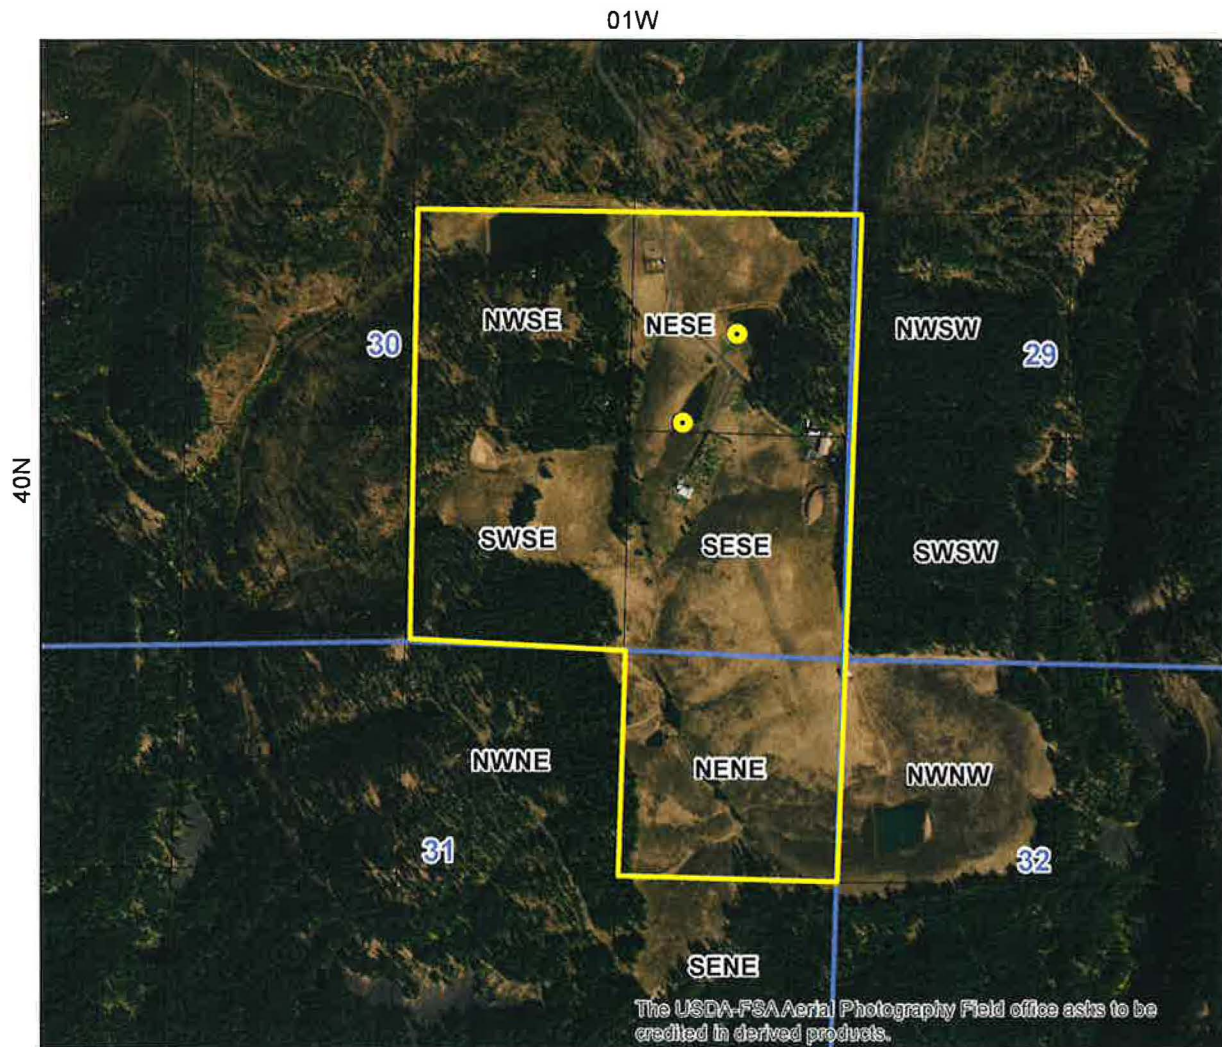 01W
40N
NWSE
NESE
NWSW
30
29
SWSE
SESE
SWSW
NWNE
NENE
NWNW
31
32
SENE
The USDA-FSA Aerial Photography Field office asks to be
credited in derived products.